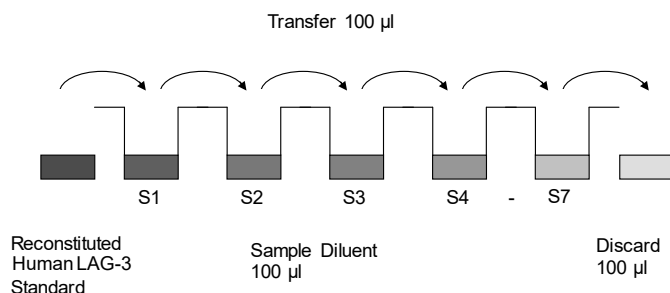 Transfer 100 µl
S1 S2 S3 S4 - S7
Reconstituted
Human LAG-3
Standard
Sample Diluent
100 µl
Discard
100 µl